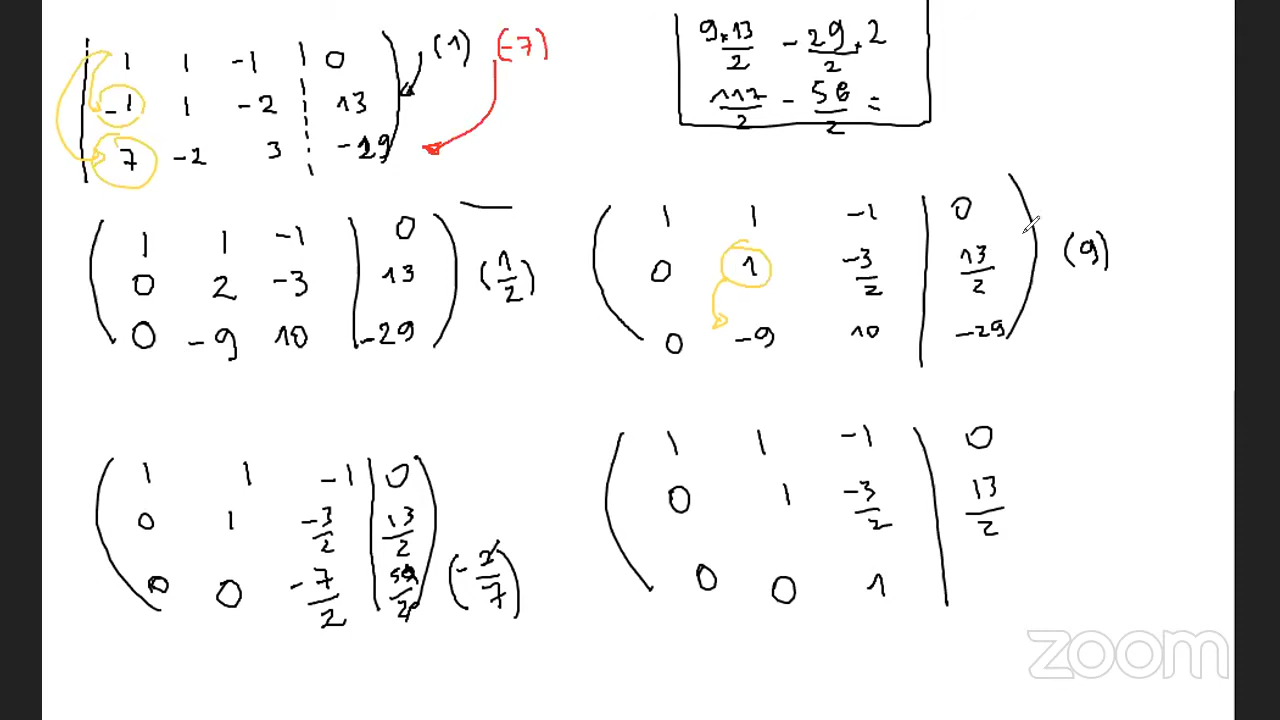 1 1 -1 0 (1) (-7)
-1 1 -2 13
7 -2 3 -29
9.13/2 - 29.2/2
117/2 - 58/2 =
1 1 -1 0
0 2 -3 13 (1/2)
0 -9 10 -29
1 1 -1 0
0 1 -3/2 13/2 (9)
0 -9 10 -29
1 1 -1 0
0 1 -3/2 13/2
0 0 -7/2 59/2 (-2/7)
1 1 -1 0
0 1 -3/2 13/2
0 0 1
zoom